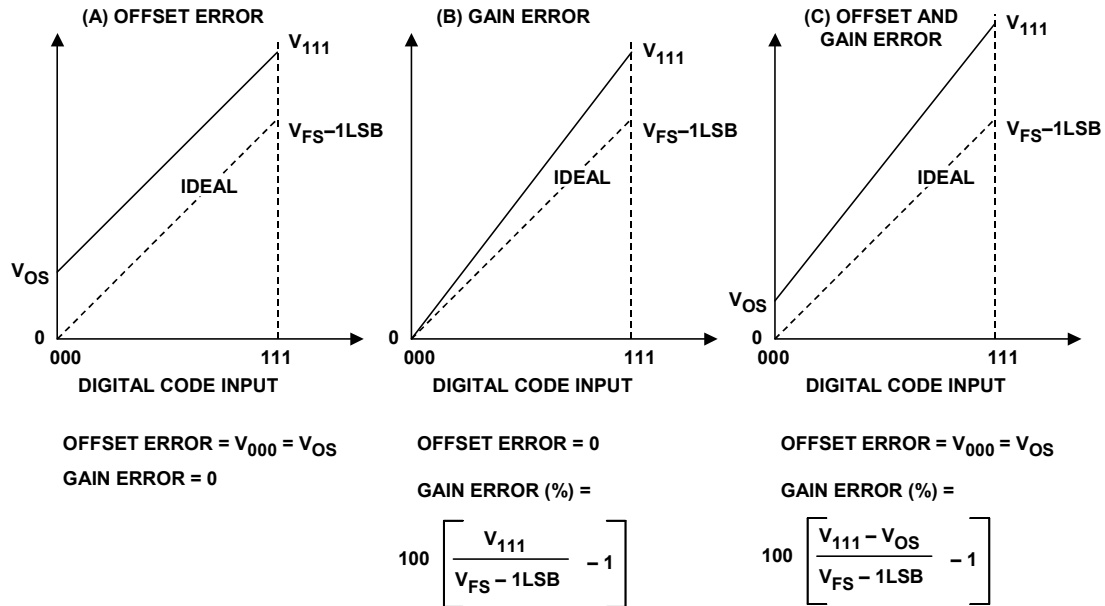 (A) OFFSET ERROR
V111
VFS–1LSB
IDEAL
VOS
0
000
111
DIGITAL CODE INPUT
OFFSET ERROR = V000 = VOS
GAIN ERROR = 0
(B) GAIN ERROR
V111
VFS–1LSB
IDEAL
0
000
111
DIGITAL CODE INPUT
OFFSET ERROR = 0
GAIN ERROR (%) =
100 [ V111 / VFS – 1LSB – 1 ]
(C) OFFSET AND
GAIN ERROR
V111
VFS–1LSB
IDEAL
VOS
0
000
111
DIGITAL CODE INPUT
OFFSET ERROR = V000 = VOS
GAIN ERROR (%) =
100 [ V111 – VOS / VFS – 1LSB – 1 ]